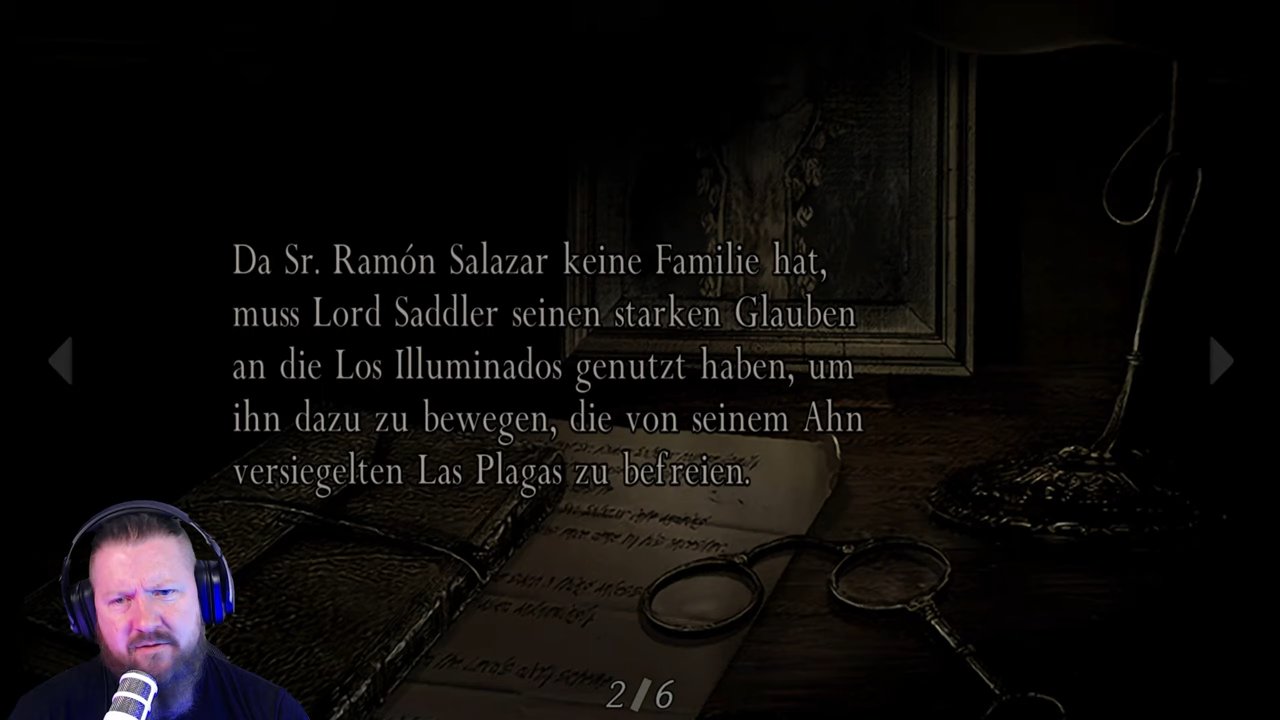 Da Sr. Ramón Salazar keine Familie hat,
muss Lord Saddler seinen starken Glauben
an die Los Illuminados genutzt haben, um
ihn dazu zu bewegen, die von seinem Ahn
versiegelten Las Plagas zu befreien.
2/6